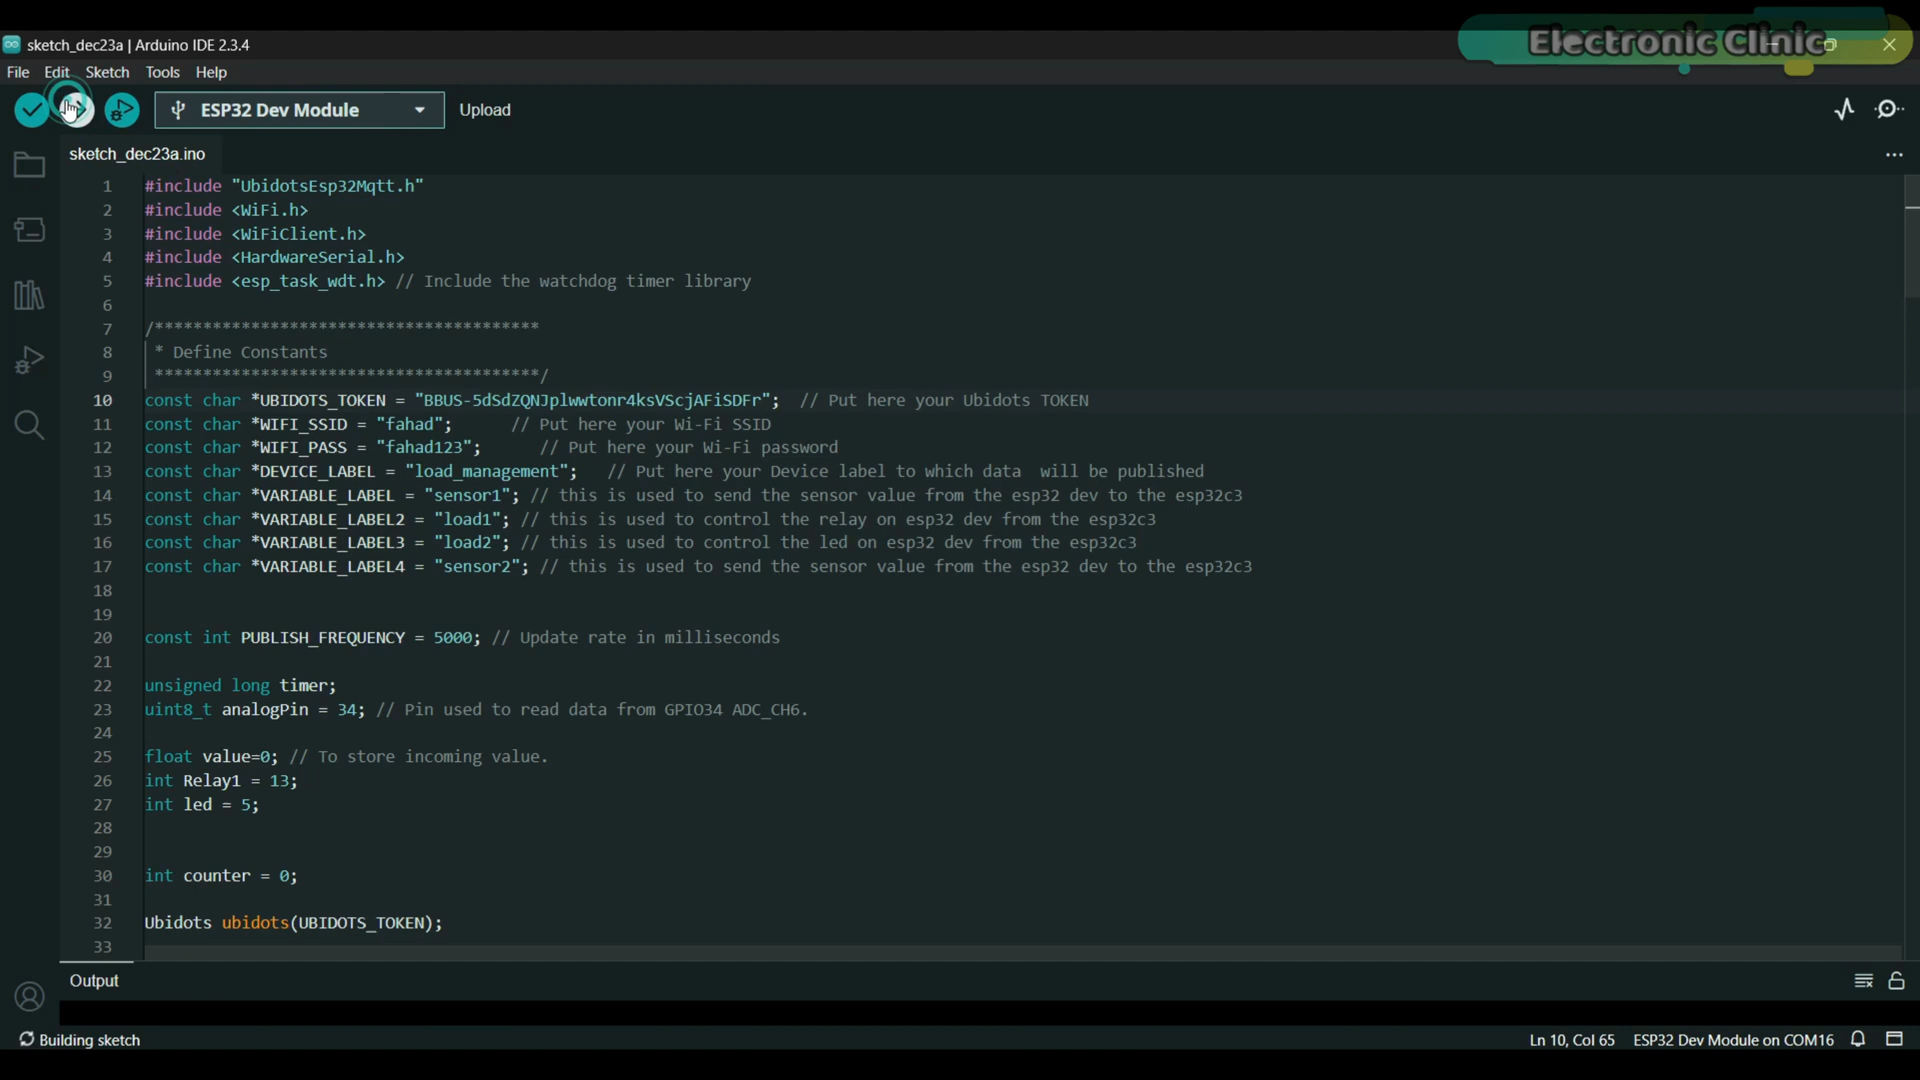 Electronic Clinic
sketch_dec23a | Arduino IDE 2.3.4
File Edit Sketch Tools Help
ESP32 Dev Module Upload
sketch_dec23a.ino
1 #include "UbidotsEsp32Mqtt.h"
2 #include <WiFi.h>
3 #include <WiFiClient.h>
4 #include <HardwareSerial.h>
5 #include <esp_task_wdt.h> // Include the watchdog timer library
6
7 /****************************************
8 * Define Constants
9 ****************************************/
10 const char *UBIDOTS_TOKEN = "BBUS-5dSdZQNJplwwtonr4ksVScjAFiSDFr"; // Put here your Ubidots TOKEN
11 const char *WIFI_SSID = "fahad"; // Put here your Wi-Fi SSID
12 const char *WIFI_PASS = "fahad123"; // Put here your Wi-Fi password
13 const char *DEVICE_LABEL = "load_management"; // Put here your Device label to which data  will be published
14 const char *VARIABLE_LABEL = "sensor1"; // this is used to send the sensor value from the esp32 dev to the esp32c3
15 const char *VARIABLE_LABEL2 = "load1"; // this is used to control the relay on esp32 dev from the esp32c3
16 const char *VARIABLE_LABEL3 = "load2"; // this is used to control the led on esp32 dev from the esp32c3
17 const char *VARIABLE_LABEL4 = "sensor2"; // this is used to send the sensor value from the esp32 dev to the esp32c3
18
19
20 const int PUBLISH_FREQUENCY = 5000; // Update rate in milliseconds
21
22 unsigned long timer;
23 uint8_t analogPin = 34; // Pin used to read data from GPIO34 ADC_CH6.
24
25 float value=0; // To store incoming value.
26 int Relay1 = 13;
27 int led = 5;
28
29
30 int counter = 0;
31
32 Ubidots ubidots(UBIDOTS_TOKEN);
33
Output
Building sketch Ln 10, Col 65 ESP32 Dev Module on COM16